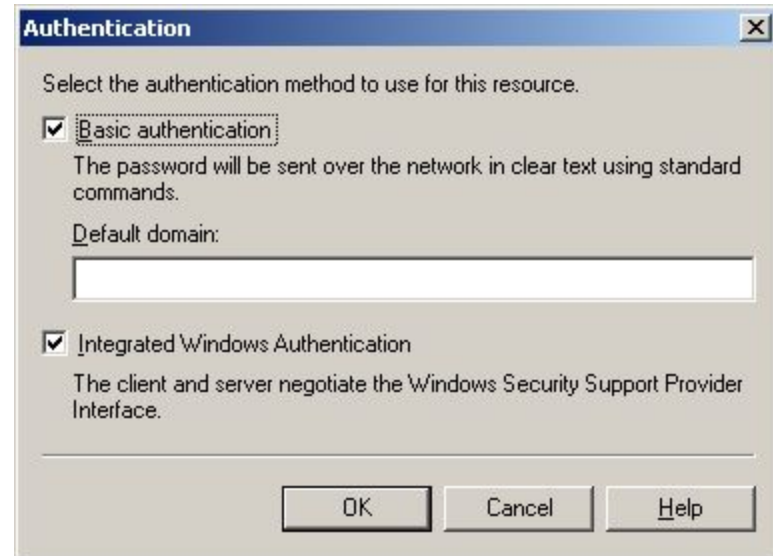 Authentication
Select the authentication method to use for this resource.
Basic authentication
The password will be sent over the network in clear text using standard
commands.
Default domain:
Integrated Windows Authentication
The client and server negotiate the Windows Security Support Provider
Interface.
OK Cancel Help